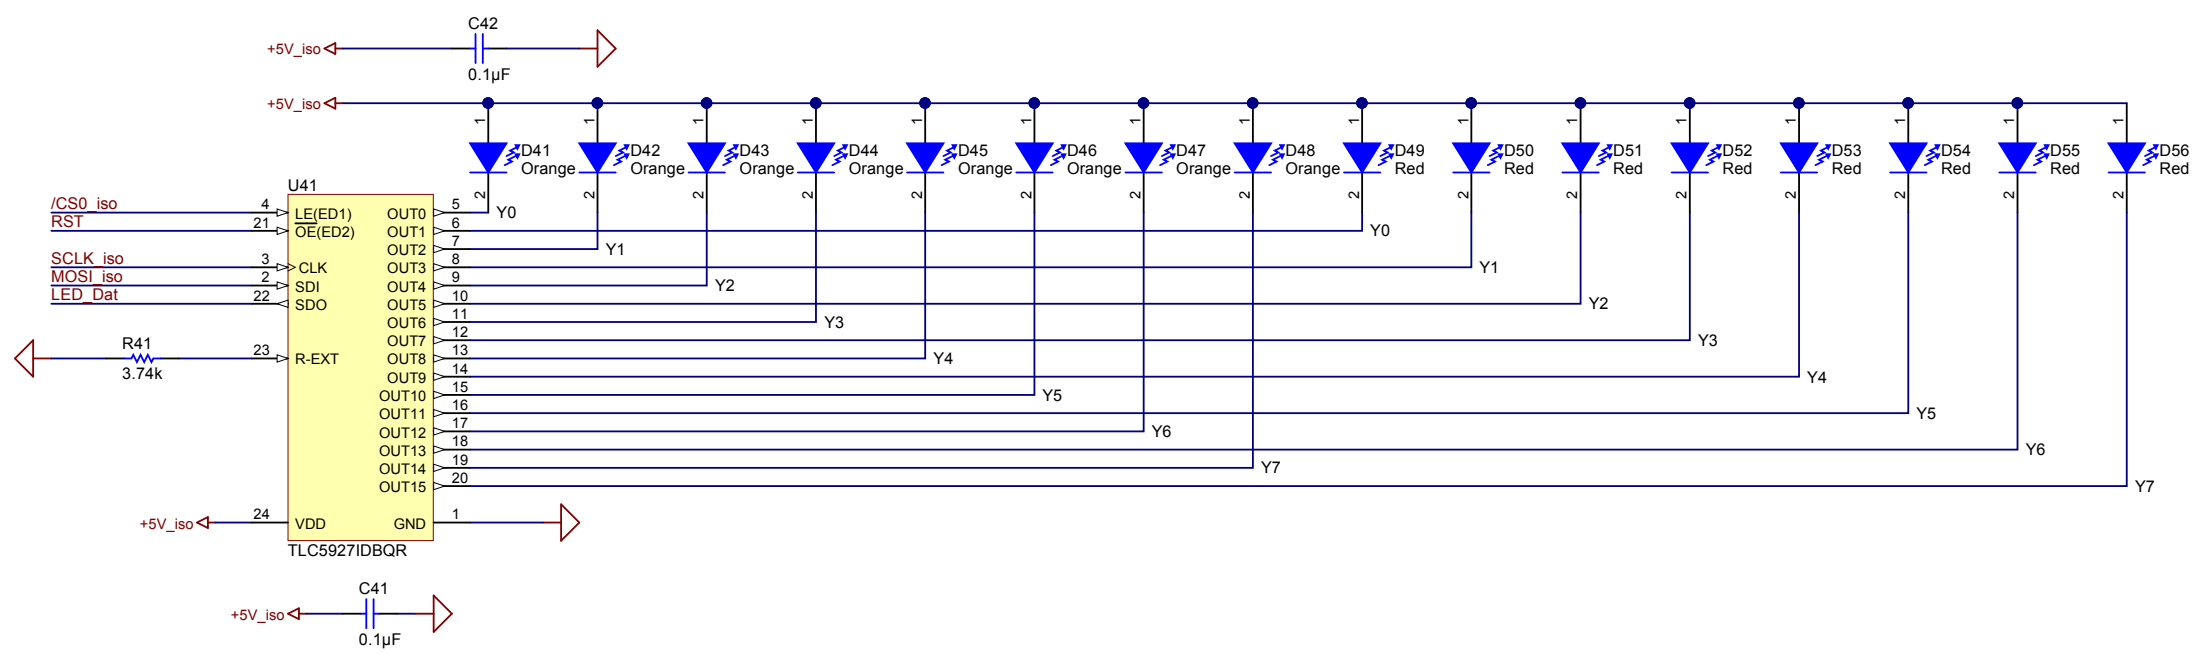 C42
+5V_iso
0.1µF
+5V_iso
1 1 1 1 1 1 1 1 1 1 1 1 1 1 1 1
D41 D42 D43 D44 D45 D46 D47 D48 D49 D50 D51 D52 D53 D54 D55 D56
Orange Orange Orange Orange Orange Orange Orange Orange Red Red Red Red Red Red Red Red
2 2 2 2 2 2 2 2 2 2 2 2 2 2 2 2
U41
/CS0_iso 4 LE(ED1) OUT0 5 Y0
RST 21 OE(ED2) OUT1 6 Y0
OUT2 7 Y1
SCLK_iso 3 CLK OUT3 8 Y1
MOSI_iso 2 SDI OUT4 9 Y2
LED_Dat 22 SDO OUT5 10 Y2
OUT6 11 Y3
R41 OUT7 12 Y3
23 R-EXT OUT8 13 Y4
3.74k OUT9 14 Y4
OUT10 15 Y5
OUT11 16 Y5
OUT12 17 Y6
OUT13 18 Y6
OUT14 19 Y7
OUT15 20 Y7
+5V_iso 24 VDD GND 1
TLC5927IDBQR
C41
+5V_iso
0.1µF